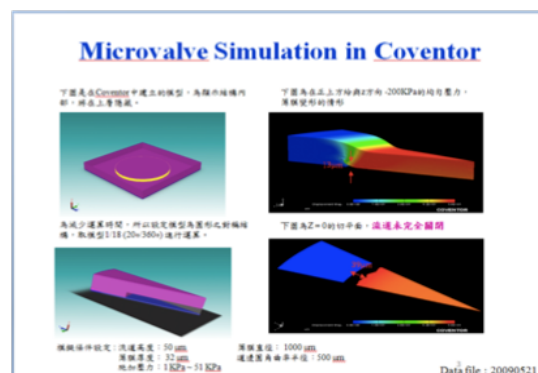 Microvalve Simulation in Coventor
下圖是在Coventor中建立的模型，為顯示結構內
部，將在上層隱藏。
下圖為在正上方給與z方向 -200KPa的均勻壓力，
薄膜變形的情形
COVENTOR
為減少運算時間，所以設定模型為圓形之對稱結
構，取模型1/18 (20o/360o) 進行運算。
下圖為Z = 0的切平面，流道未完全關閉
COVENTOR
模擬條件設定：流道高度：50 um
薄膜直徑： 1000 um
薄膜厚度： 32 um
流道圓角曲率半徑：500 um
施加壓力：1 KPa ~ 51 KPa
Data file : 20090521